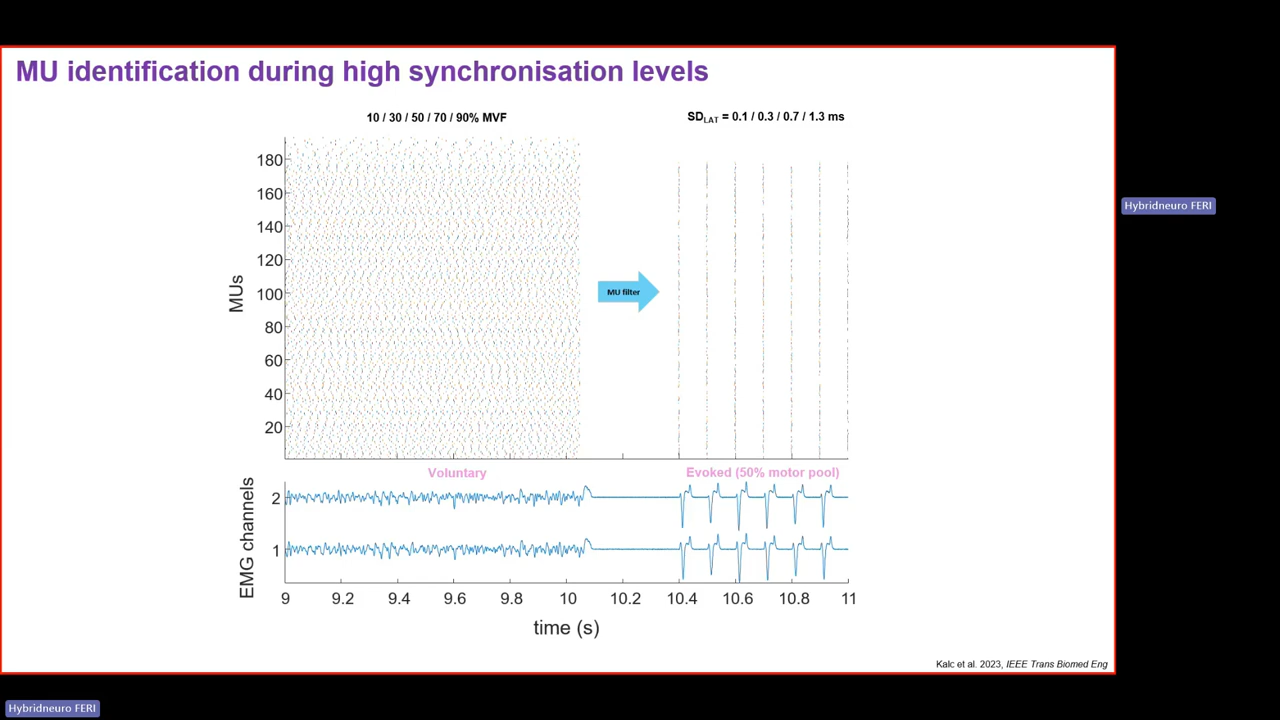 MU identification during high synchronisation levels
10 / 30 / 50 / 70 / 90% MVF
SDLAT = 0.1 / 0.3 / 0.7 / 1.3 ms
180
160
140
120
100
80
60
40
20
MUs
MU filter
Hybridneuro FERI
Voluntary
Evoked (50% motor pool)
EMG channels
2
1
9
9.2
9.4
9.6
9.8
10
10.2
10.4
10.6
10.8
11
time (s)
Kalc et al. 2023, IEEE Trans Biomed Eng
Hybridneuro FERI